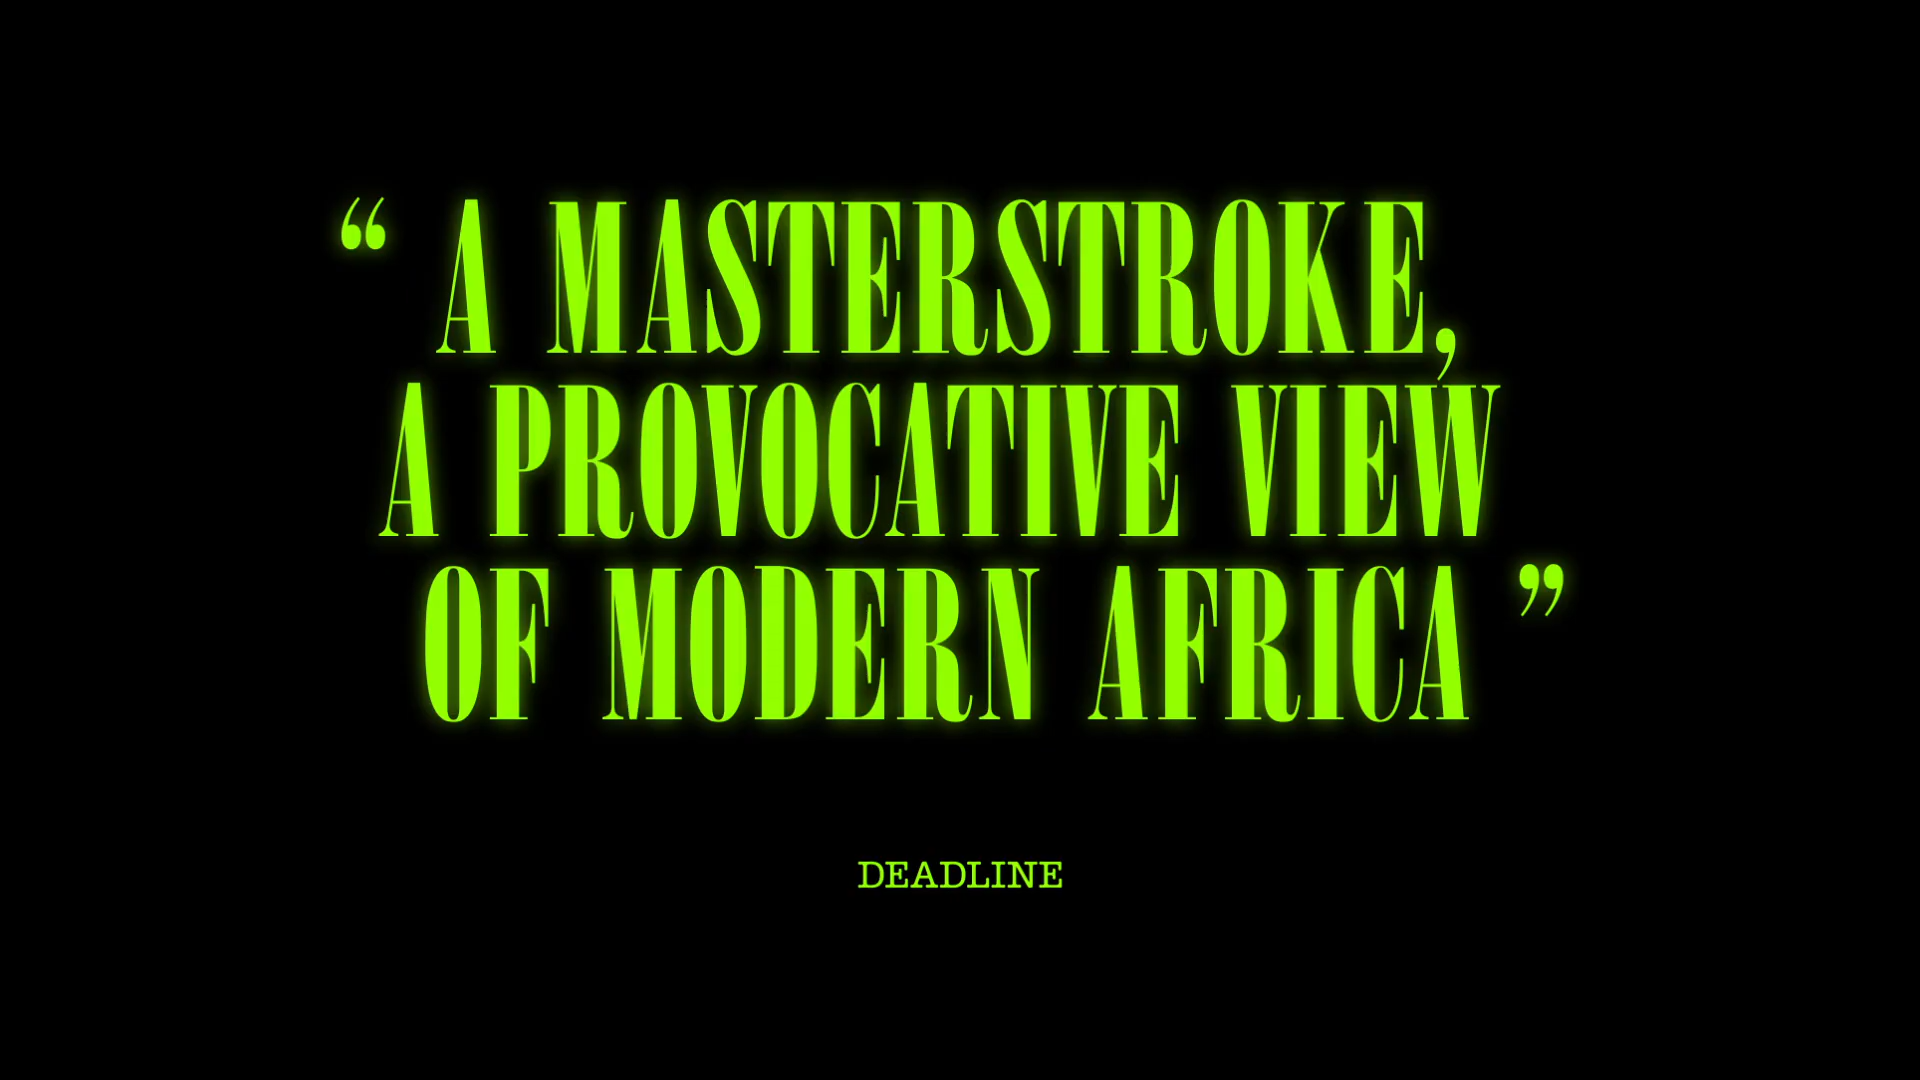 “ A MASTERSTROKE,
A PROVOCATIVE VIEW
OF MODERN AFRICA ”
DEADLINE